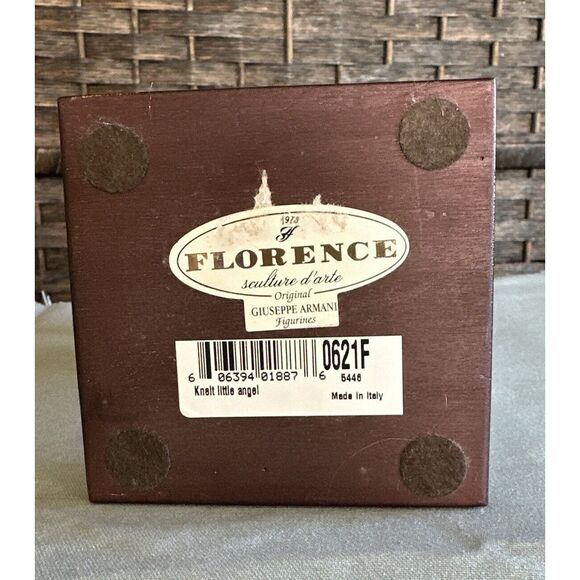 1973
FLORENCE
sculture d'arte
Original
GIUSEPPE ARMANI
Figurines
0621F
6 06394 01887 6 5446
Knelt little angel Made in Italy